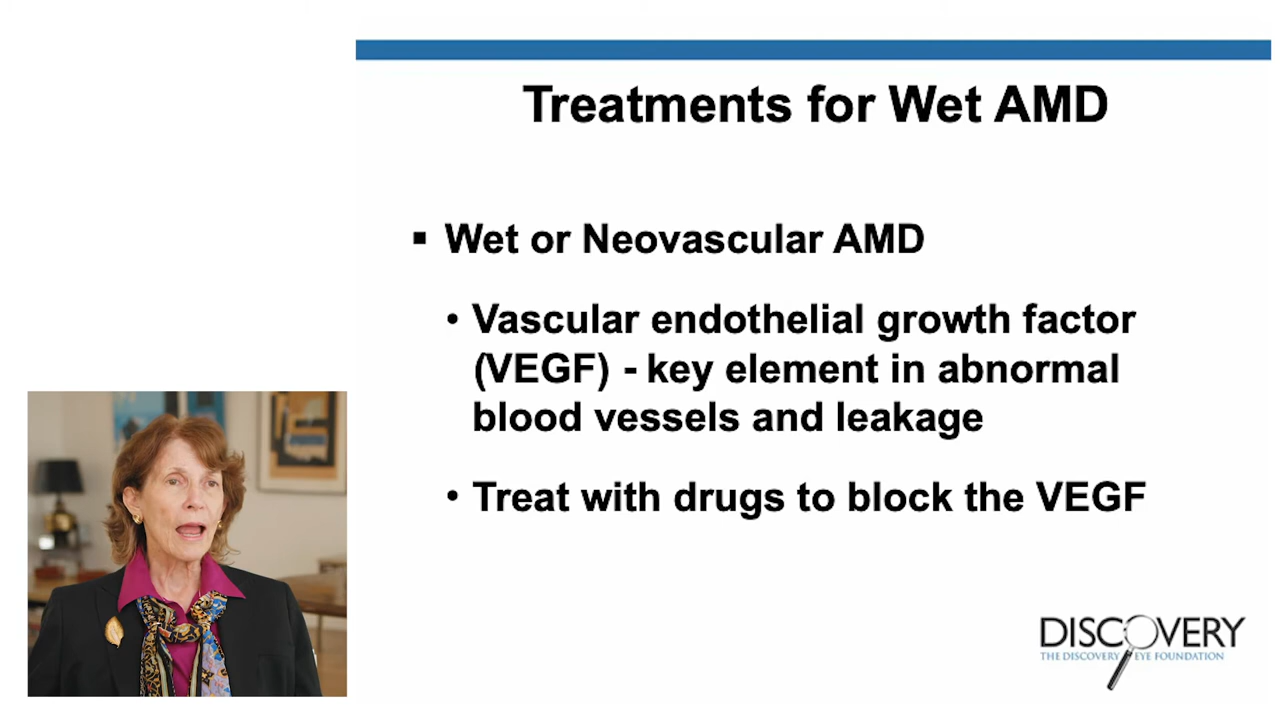 Treatments for Wet AMD
▪ Wet or Neovascular AMD
• Vascular endothelial growth factor
(VEGF) - key element in abnormal
blood vessels and leakage
• Treat with drugs to block the VEGF
DISCOVERY
THE DISCOVERY EYE FOUNDATION